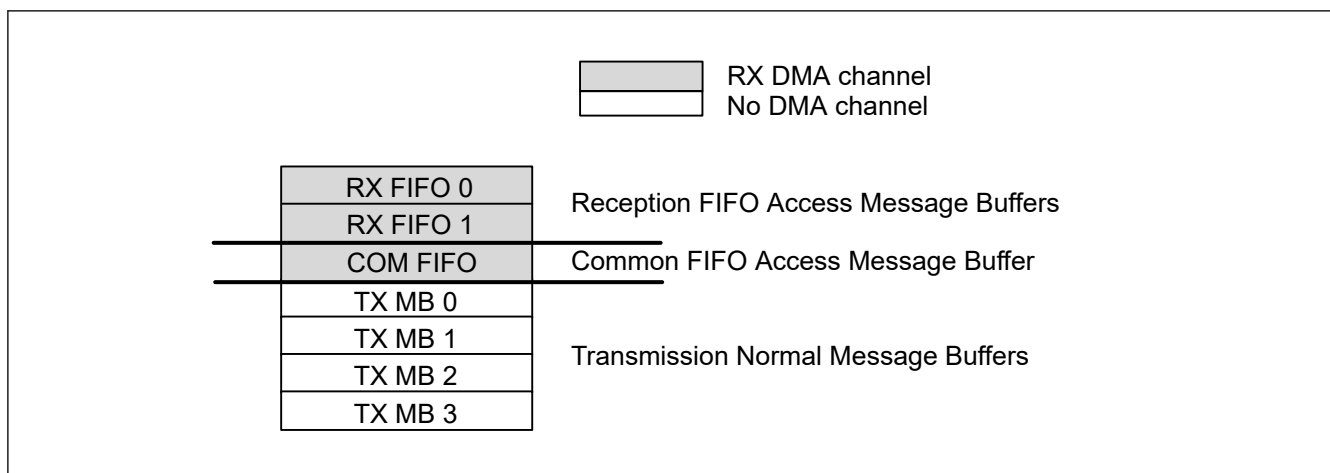 RX DMA channel
No DMA channel
RX FIFO 0
RX FIFO 1
Reception FIFO Access Message Buffers
COM FIFO
Common FIFO Access Message Buffer
TX MB 0
TX MB 1
TX MB 2
TX MB 3
Transmission Normal Message Buffers